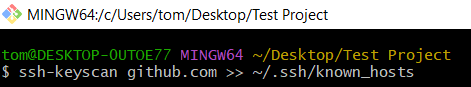 MINGW64:/c/Users/tom/Desktop/Test Project
tom@DESKTOP-OUTOE77 MINGW64 ~/Desktop/Test Project
$ ssh-keyscan github.com >> ~/.ssh/known_hosts